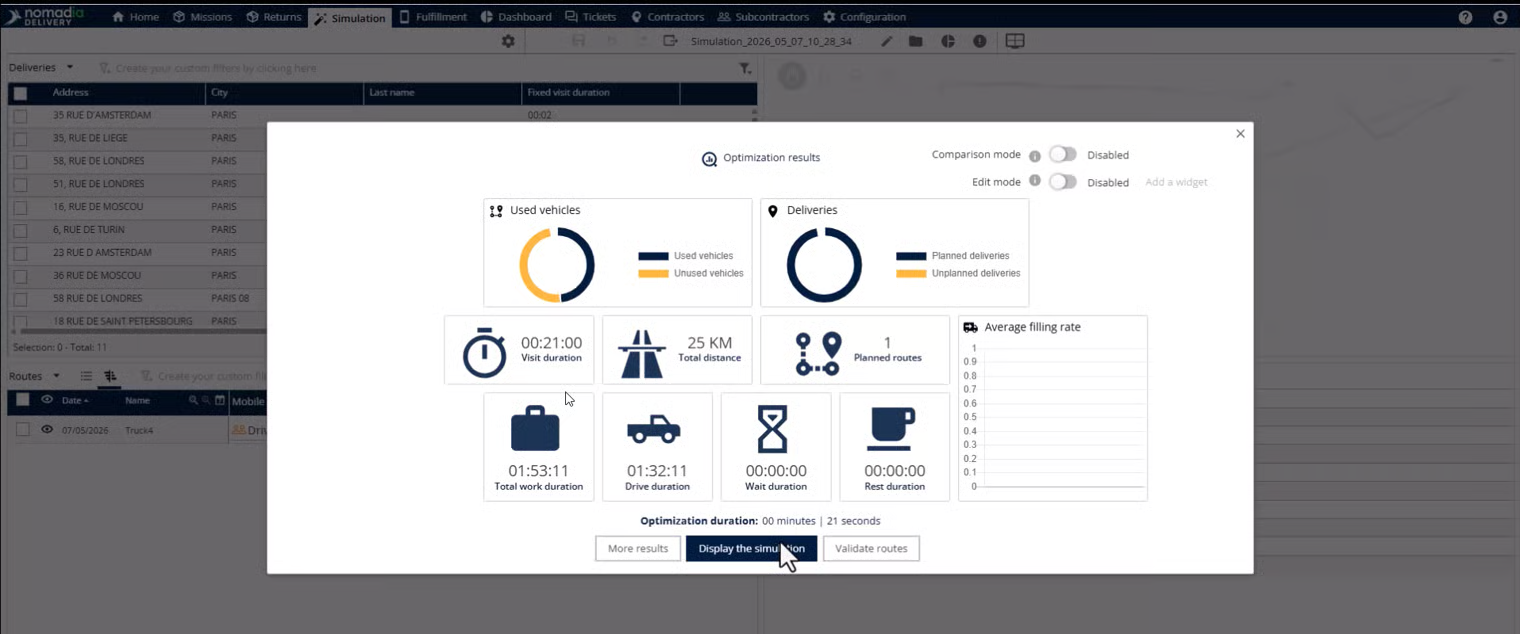 nomadia DELIVERY Home Missions Returns Simulation Fulfillment Dashboard Tickets Contractors Subcontractors Configuration
Simulation_2026_05_07_10_28_34
Deliveries Create your custom filters by clicking here
Address City Last name Fixed visit duration
35 RUE D'AMSTERDAM PARIS 00:02
35, RUE DE LIEGE PARIS
58, RUE DE LONDRES PARIS
51, RUE DE LONDRES PARIS
16, RUE DE MOSCOU PARIS
6, RUE DE TURIN PARIS
23 RUE D AMSTERDAM PARIS
36 RUE DE MOSCOU PARIS
58 RUE DE LONDRES PARIS 08
18 RUE DE SAINT PETERSBOURG PARIS
Selection: 0 - Total: 11
Routes Create your custom fil
Date Name Mobile
07/05/2026 Truck4 Driv
Optimization results
Comparison mode Disabled
Edit mode Disabled Add a widget
Used vehicles
Used vehicles
Unused vehicles
Deliveries
Planned deliveries
Unplanned deliveries
00:21:00
Visit duration
25 KM
Total distance
1
Planned routes
Average filling rate
1
0.9
0.8
0.7
0.6
0.5
0.4
0.3
0.2
0.1
0
01:53:11
Total work duration
01:32:11
Drive duration
00:00:00
Wait duration
00:00:00
Rest duration
Optimization duration: 00 minutes | 21 seconds
More results Display the simulation Validate routes